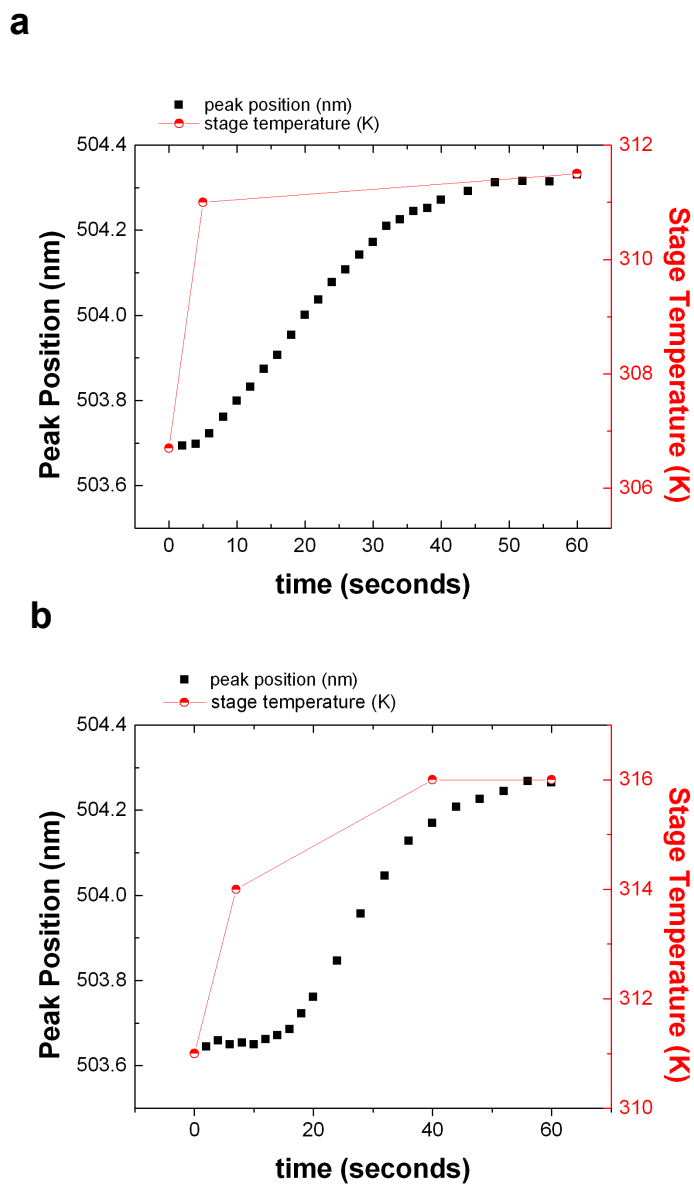 a
peak position (nm)
stage temperature (K)
504.4
504.2
504.0
503.8
503.6
Peak Position (nm)
312
310
308
306
Stage Temperature (K)
0 10 20 30 40 50 60
time (seconds)
b
peak position (nm)
stage temperature (K)
504.4
504.2
504.0
503.8
503.6
Peak Position (nm)
316
314
312
310
Stage Temperature (K)
0 20 40 60
time (seconds)